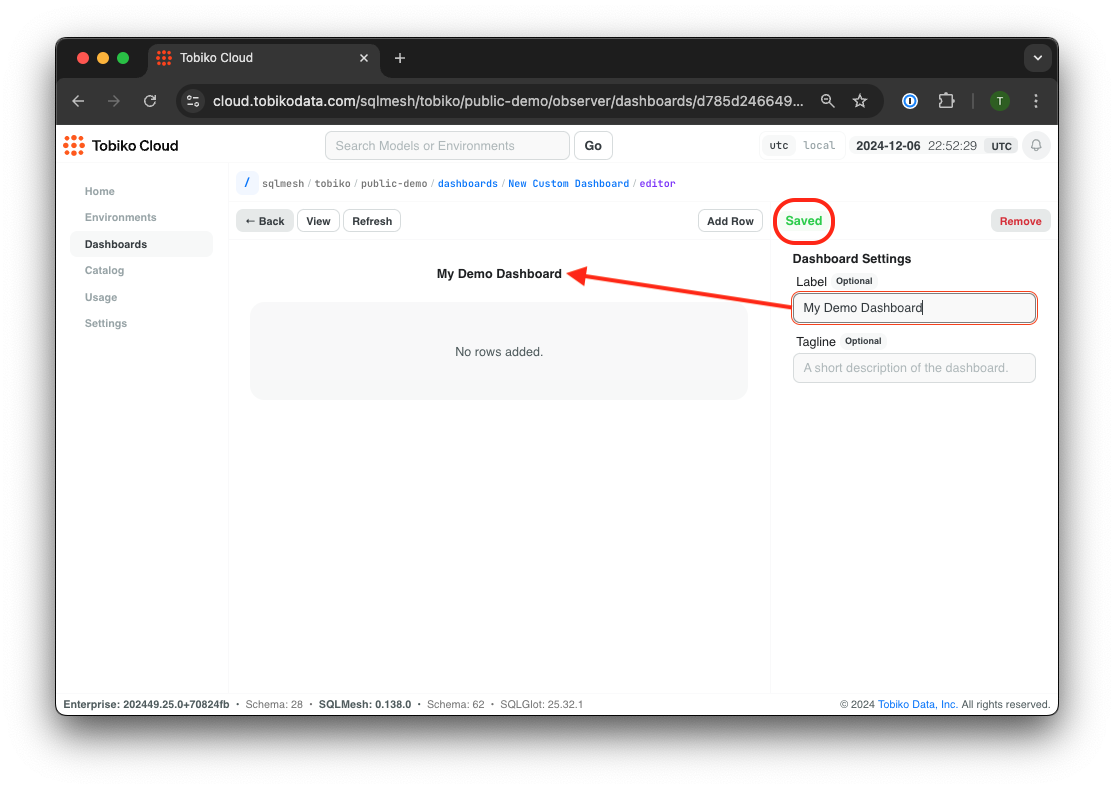 Tobiko Cloud
cloud.tobikodata.com/sqlmesh/tobiko/public-demo/observer/dashboards/d785d246649...
T
Tobiko Cloud
Search Models or Environments
Go
utc local
2024-12-06 22:52:29 UTC
Home
Environments
Dashboards
Catalog
Usage
Settings
/ sqlmesh / tobiko / public-demo / dashboards / New Custom Dashboard / editor
← Back View Refresh Add Row Saved Remove
My Demo Dashboard
No rows added.
Dashboard Settings
Label Optional
My Demo Dashboard
Tagline Optional
A short description of the dashboard.
Enterprise: 202449.25.0+70824fb • Schema: 28 • SQLMesh: 0.138.0 • Schema: 62 • SQLGlot: 25.32.1
© 2024 Tobiko Data, Inc. All rights reserved.